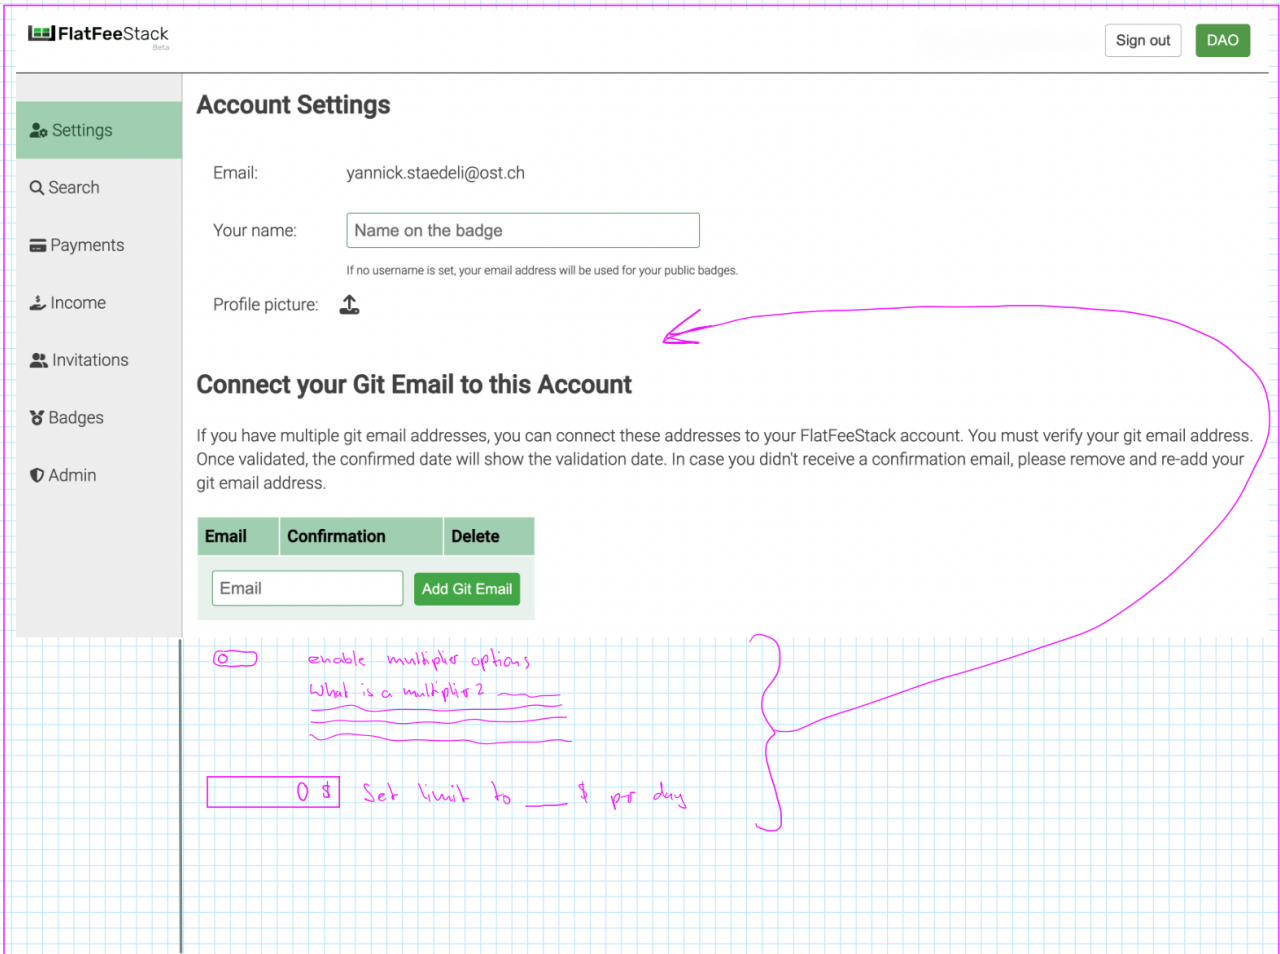 FlatFeeStack
Beta
Sign out
DAO
Settings
Search
Payments
Income
Invitations
Badges
Admin
Account Settings
Email: yannick.staedeli@ost.ch
Your name: Name on the badge
If no username is set, your email address will be used for your public badges.
Profile picture:
Connect your Git Email to this Account
If you have multiple git email addresses, you can connect these addresses to your FlatFeeStack account. You must verify your git email address.
Once validated, the confirmed date will show the validation date. In case you didn't receive a confirmation email, please remove and re-add your
git email address.
Email Confirmation Delete
Email Add Git Email
enable multiplier options
What is a multiplier?
0 $ Set limit to ___ $ pr day